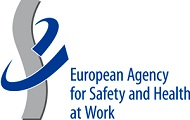 European Agency
for Safety and Health
at Work